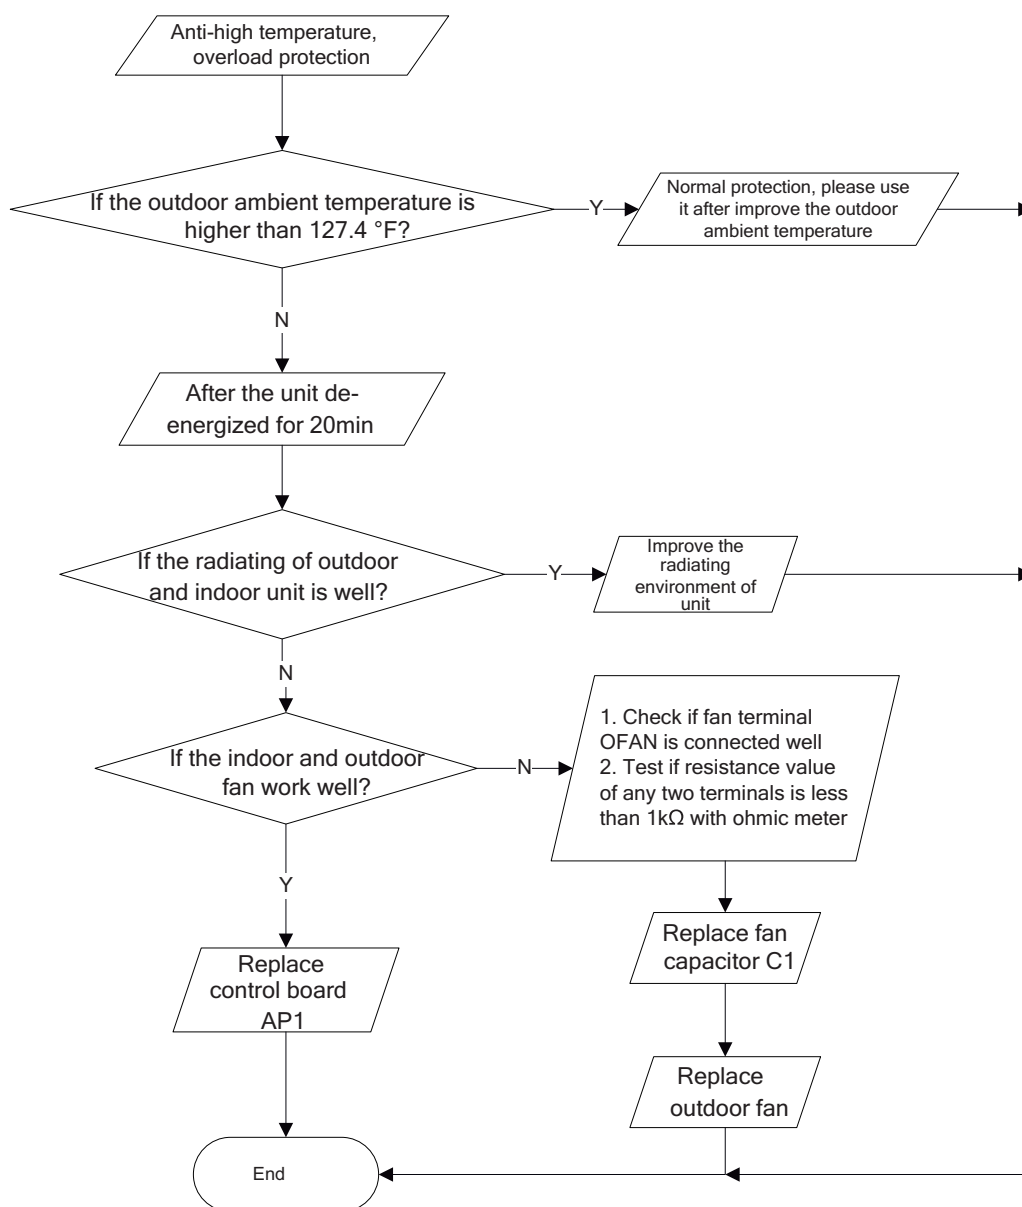 Anti-high temperature,
overload protection
If the outdoor ambient temperature is
higher than 127.4 °F?
Y
Normal protection, please use
it after improve the outdoor
ambient temperature
N
After the unit de-
energized for 20min
If the radiating of outdoor
and indoor unit is well?
Y
Improve the
radiating
environment of
unit
N
If the indoor and outdoor
fan work well?
N
1. Check if fan terminal
OFAN is connected well
2. Test if resistance value
of any two terminals is less
than 1kΩ with ohmic meter
Y
Replace fan
capacitor C1
Replace
control board
AP1
Replace
outdoor fan
End